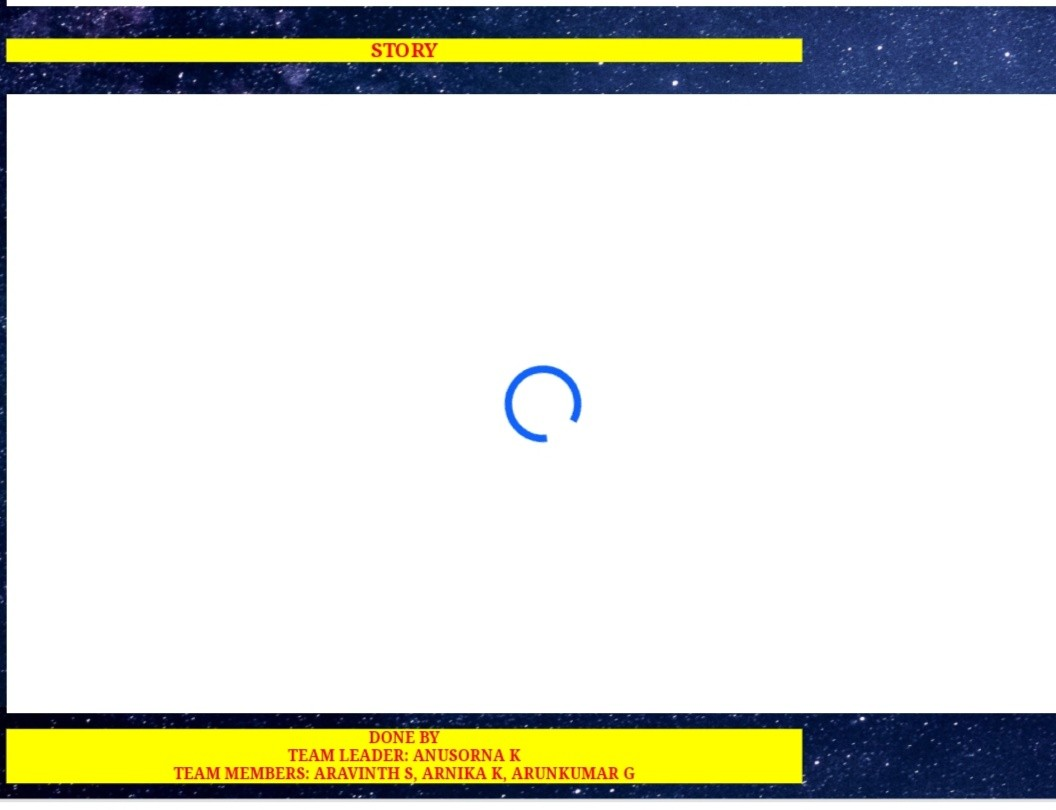 STORY
DONE BY
TEAM LEADER: ANUSORNA K
TEAM MEMBERS: ARAVINTH S, ARNIKA K, ARUNKUMAR G